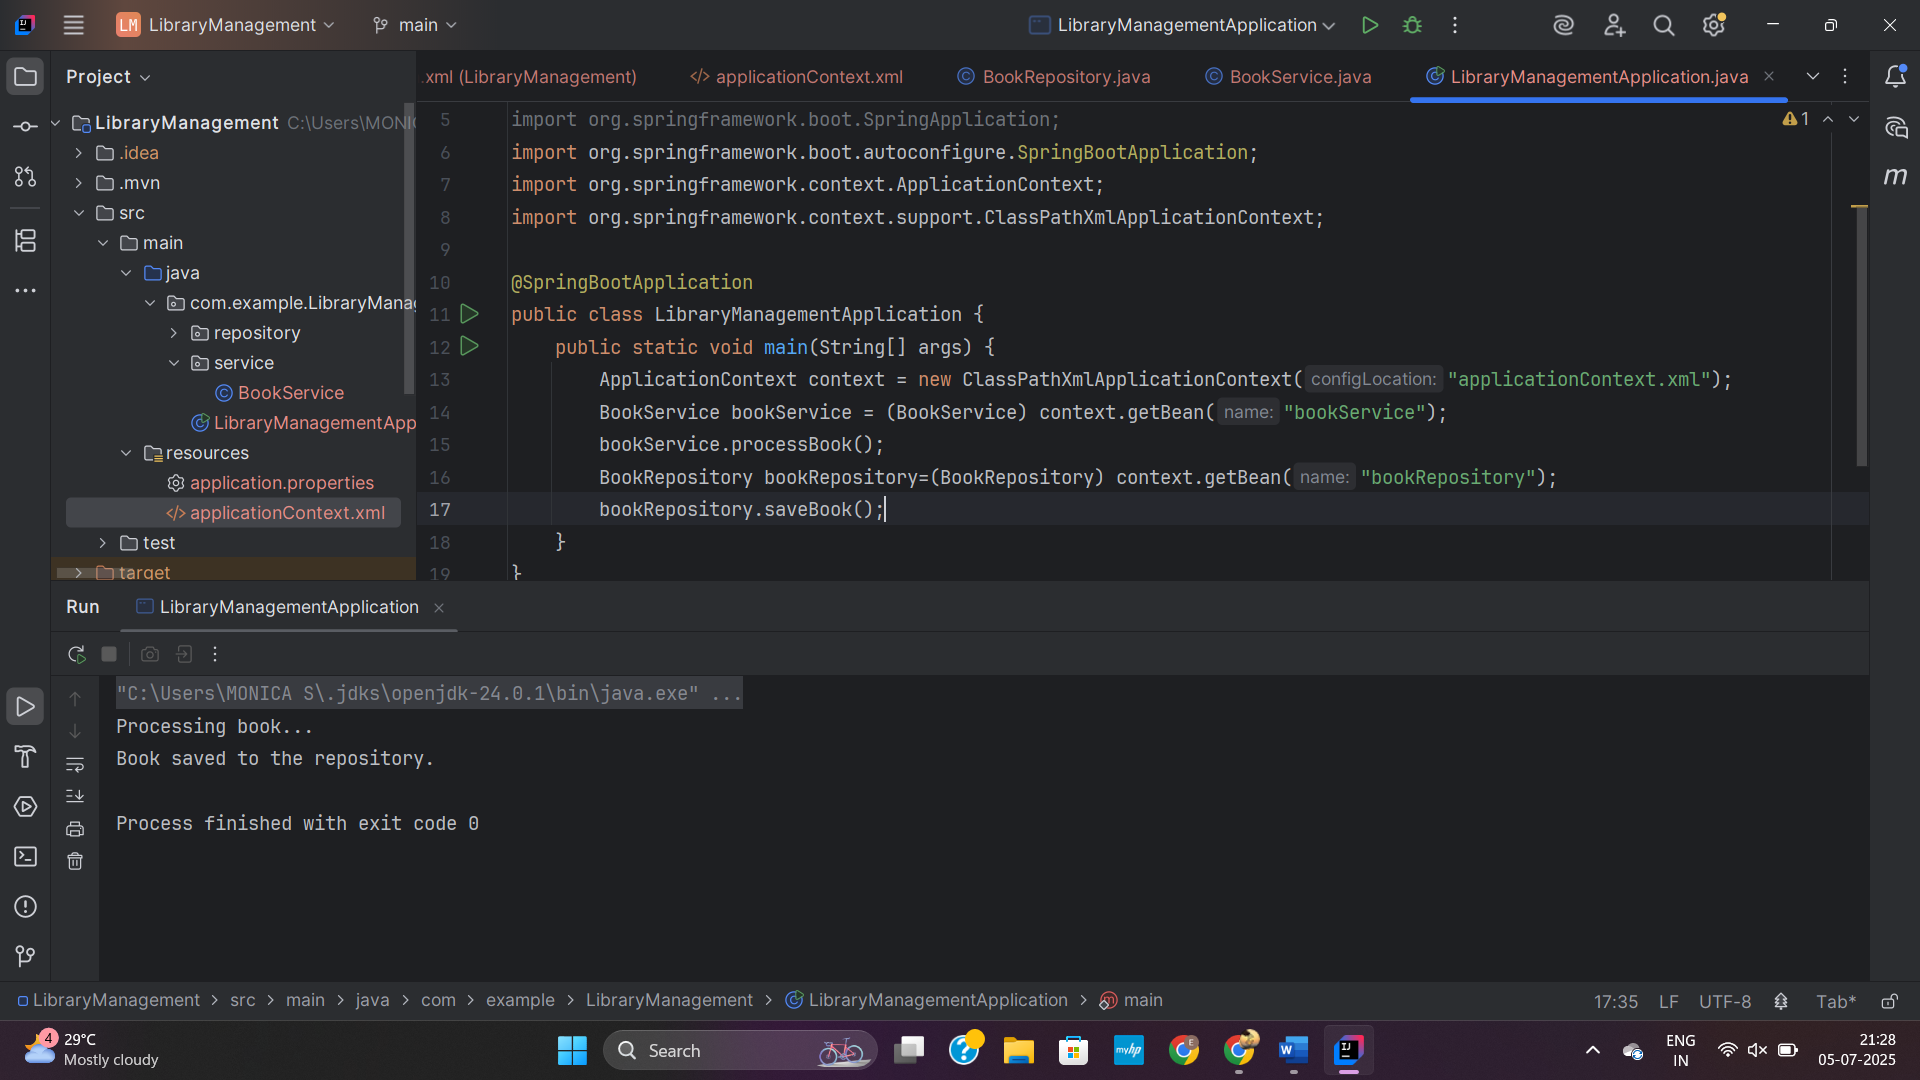 LM LibraryManagement main LibraryManagementApplication
Project
LibraryManagement C:\Users\MONI
.idea
.mvn
src
main
java
com.example.LibraryMana
repository
service
BookService
LibraryManagementApp
resources
application.properties
applicationContext.xml
test
target
.xml (LibraryManagement) applicationContext.xml BookRepository.java BookService.java LibraryManagementApplication.java
1
5 import org.springframework.boot.SpringApplication;
6 import org.springframework.boot.autoconfigure.SpringBootApplication;
7 import org.springframework.context.ApplicationContext;
8 import org.springframework.context.support.ClassPathXmlApplicationContext;
9
10 @SpringBootApplication
11 public class LibraryManagementApplication {
12 public static void main(String[] args) {
13 ApplicationContext context = new ClassPathXmlApplicationContext( configLocation: "applicationContext.xml");
14 BookService bookService = (BookService) context.getBean( name: "bookService");
15 bookService.processBook();
16 BookRepository bookRepository=(BookRepository) context.getBean( name: "bookRepository");
17 bookRepository.saveBook();
18 }
19 }
Run LibraryManagementApplication
"C:\Users\MONICA S\.jdks\openjdk-24.0.1\bin\java.exe" ...
Processing book...
Book saved to the repository.
Process finished with exit code 0
LibraryManagement > src > main > java > com > example > LibraryManagement > LibraryManagementApplication > main 17:35 LF UTF-8 Tab*
4 29°C
Mostly cloudy
Search
ENG
IN
21:28
05-07-2025